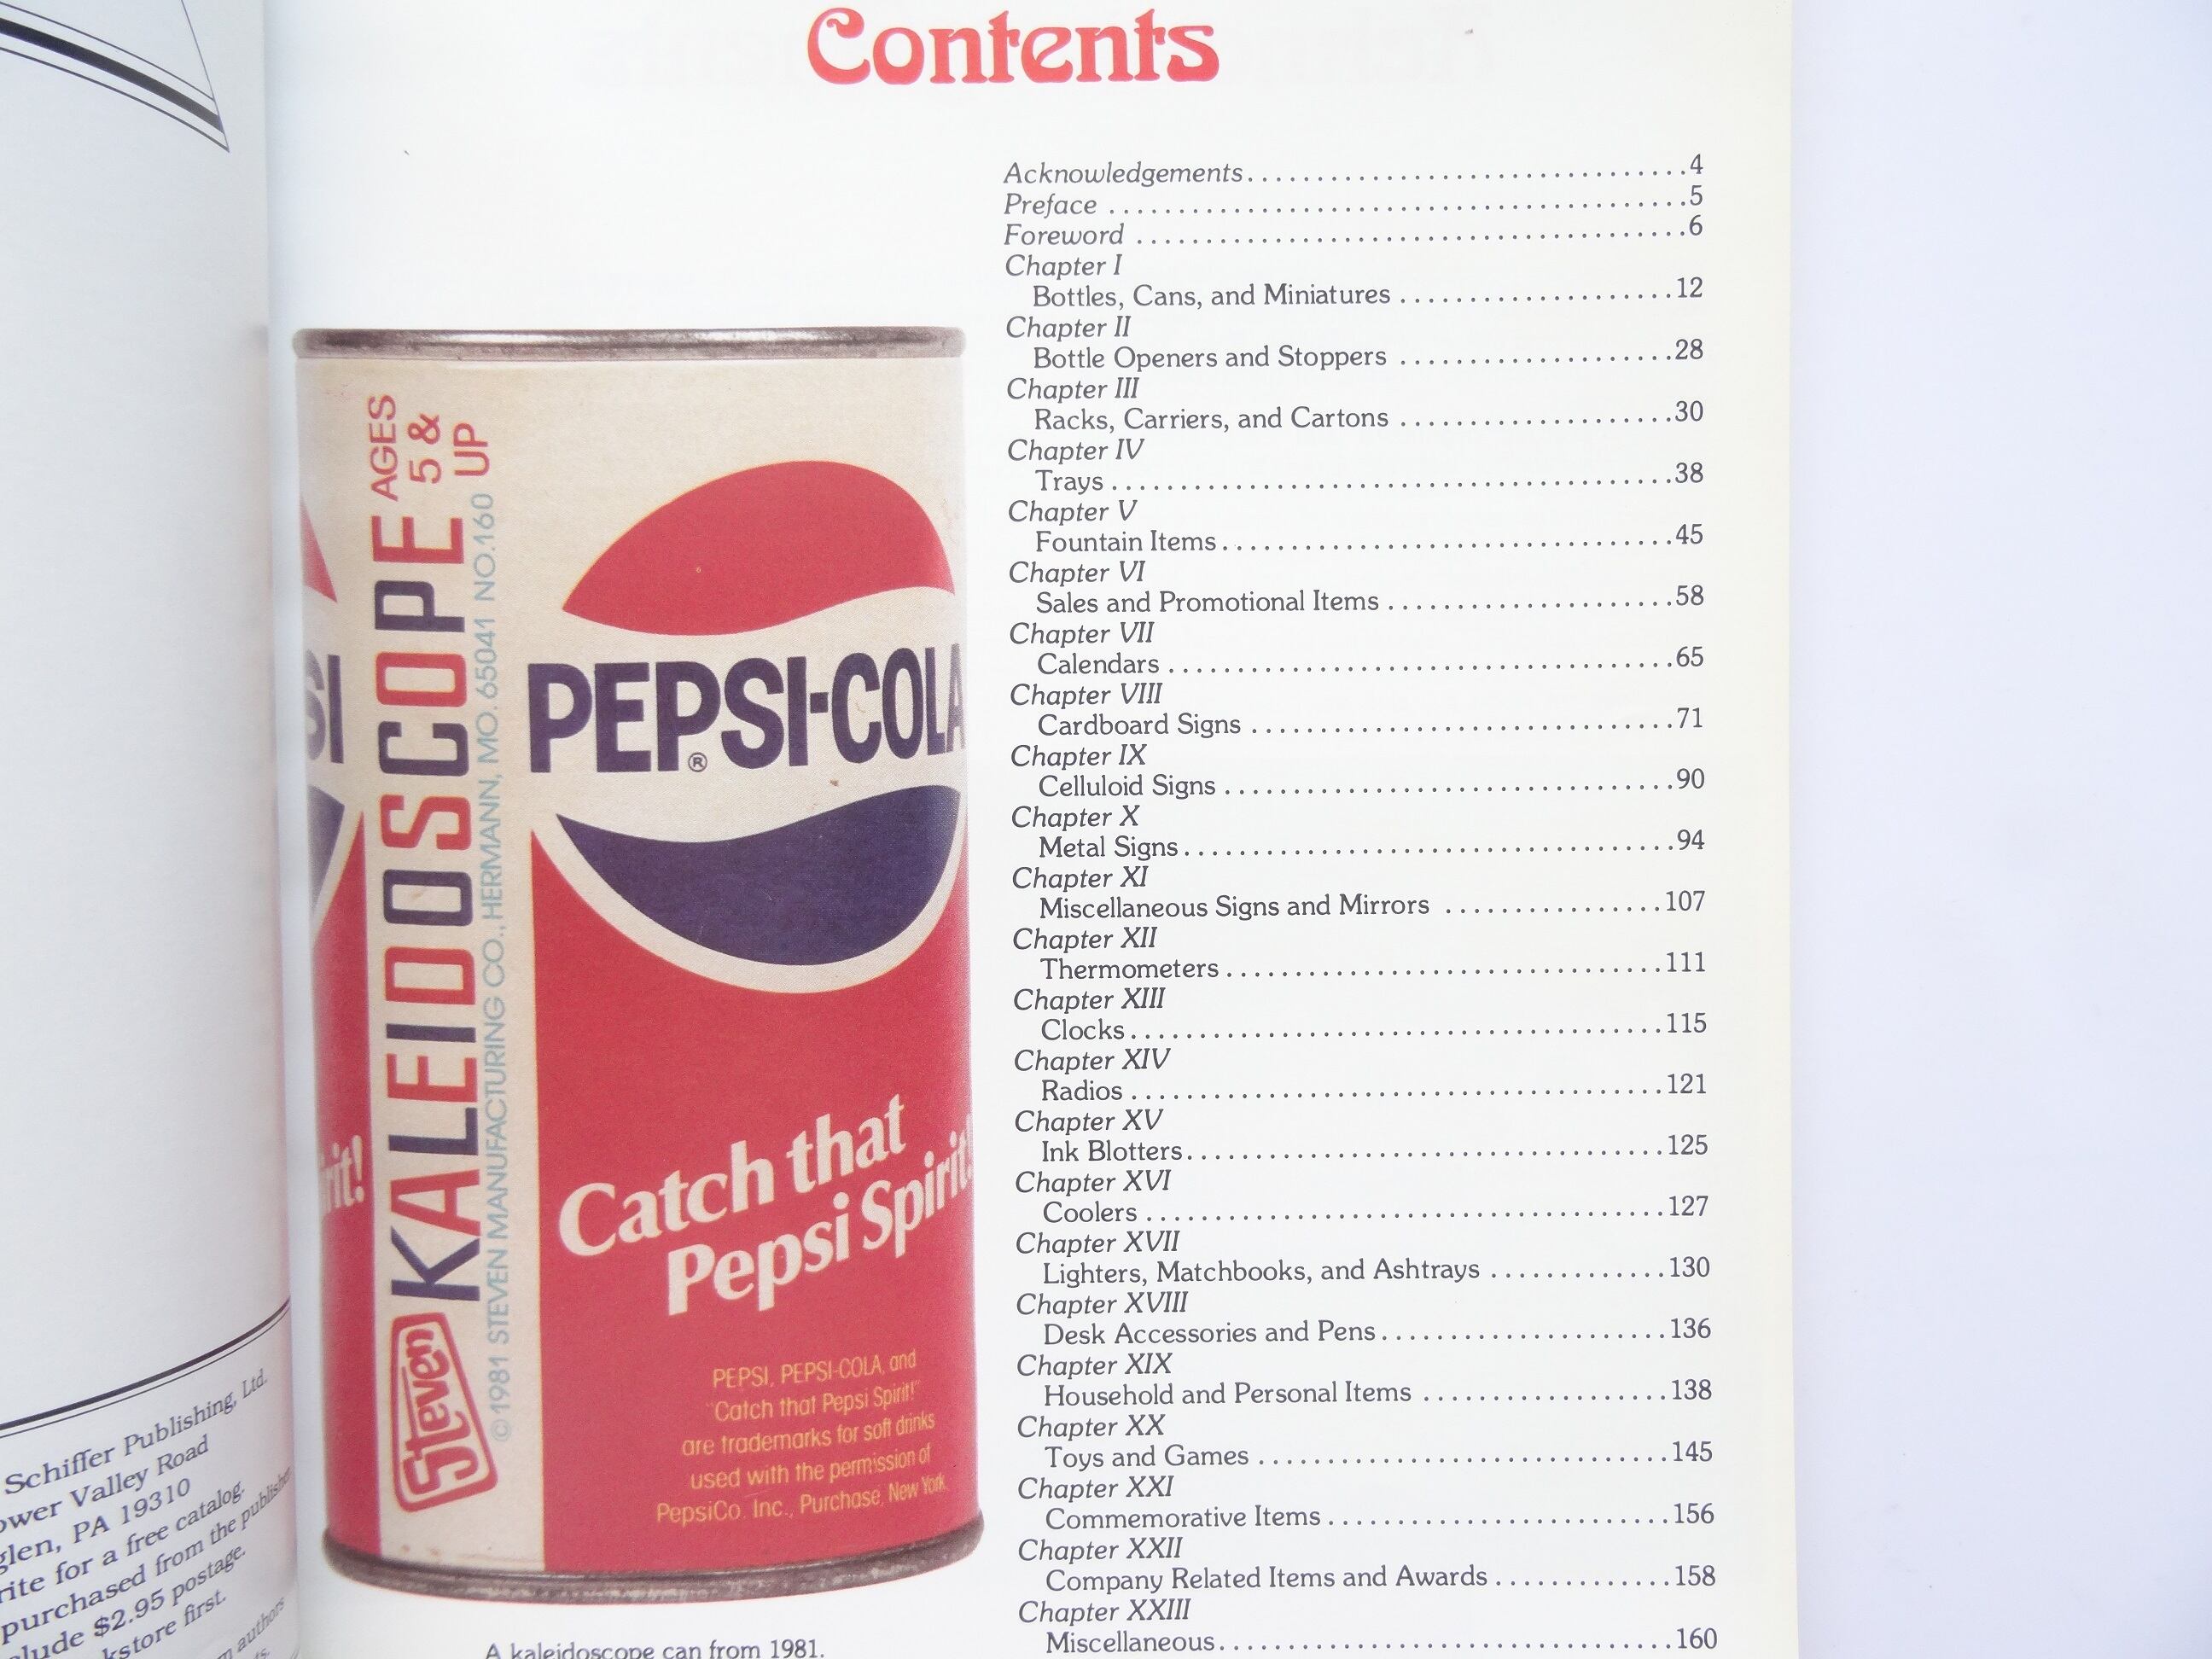 Contents
Acknowledgements. . . . . . . . . . . . . . . . . . . . . . . . . . . . . . . .4
Preface . . . . . . . . . . . . . . . . . . . . . . . . . . . . . . . . . . . . . . . . . .5
Foreword . . . . . . . . . . . . . . . . . . . . . . . . . . . . . . . . . . . . . . . .6
Chapter I
Bottles, Cans, and Miniatures . . . . . . . . . . . . . . . . . . . .12
Chapter II
Bottle Openers and Stoppers . . . . . . . . . . . . . . . . . . . .28
Chapter III
Racks, Carriers, and Cartons . . . . . . . . . . . . . . . . . . . .30
Chapter IV
Trays . . . . . . . . . . . . . . . . . . . . . . . . . . . . . . . . . . . . . . . . .38
Chapter V
Fountain Items. . . . . . . . . . . . . . . . . . . . . . . . . . . . . . . . .45
Chapter VI
Sales and Promotional Items . . . . . . . . . . . . . . . . . . . . .58
Chapter VII
Calendars . . . . . . . . . . . . . . . . . . . . . . . . . . . . . . . . . . . . .65
Chapter VIII
Cardboard Signs . . . . . . . . . . . . . . . . . . . . . . . . . . . . . . .71
Chapter IX
Celluloid Signs . . . . . . . . . . . . . . . . . . . . . . . . . . . . . . . . .90
Chapter X
Metal Signs. . . . . . . . . . . . . . . . . . . . . . . . . . . . . . . . . . . .94
Chapter XI
Miscellaneous Signs and Mirrors . . . . . . . . . . . . . . . .107
Chapter XII
Thermometers . . . . . . . . . . . . . . . . . . . . . . . . . . . . . . . .111
Chapter XIII
Clocks. . . . . . . . . . . . . . . . . . . . . . . . . . . . . . . . . . . . . . .115
Chapter XIV
Radios . . . . . . . . . . . . . . . . . . . . . . . . . . . . . . . . . . . . . . .121
Chapter XV
Ink Blotters. . . . . . . . . . . . . . . . . . . . . . . . . . . . . . . . . . .125
Chapter XVI
Coolers . . . . . . . . . . . . . . . . . . . . . . . . . . . . . . . . . . . . . .127
Chapter XVII
Lighters, Matchbooks, and Ashtrays . . . . . . . . . . . . .130
Chapter XVIII
Desk Accessories and Pens. . . . . . . . . . . . . . . . . . . . .136
Chapter XIX
Household and Personal Items . . . . . . . . . . . . . . . . . .138
Chapter XX
Toys and Games . . . . . . . . . . . . . . . . . . . . . . . . . . . . . .145
Chapter XXI
Commemorative Items . . . . . . . . . . . . . . . . . . . . . . . . .156
Chapter XXII
Company Related Items and Awards . . . . . . . . . . . . .158
Chapter XXIII
Miscellaneous. . . . . . . . . . . . . . . . . . . . . . . . . . . . . . . . .160
AGES
5 &
UP
Steven KALEIDOSCOPE
©1981 STEVEN MANUFACTURING CO., HERMANN, MO. 65041 NO.160
PEPSI-COLA
®
Catch that
Pepsi Spirit!
PEPSI, PEPSI-COLA, and
"Catch that Pepsi Spirit!"
are trademarks for soft drinks
used with the permission of
PepsiCo. Inc., Purchase, New York.
A kaleidoscope can from 1981.
Schiffer Publishing, Ltd.
Valley Road
PA 19310
for a free catalog.
purchased from the publisher
$2.95 postage.
first.
authors